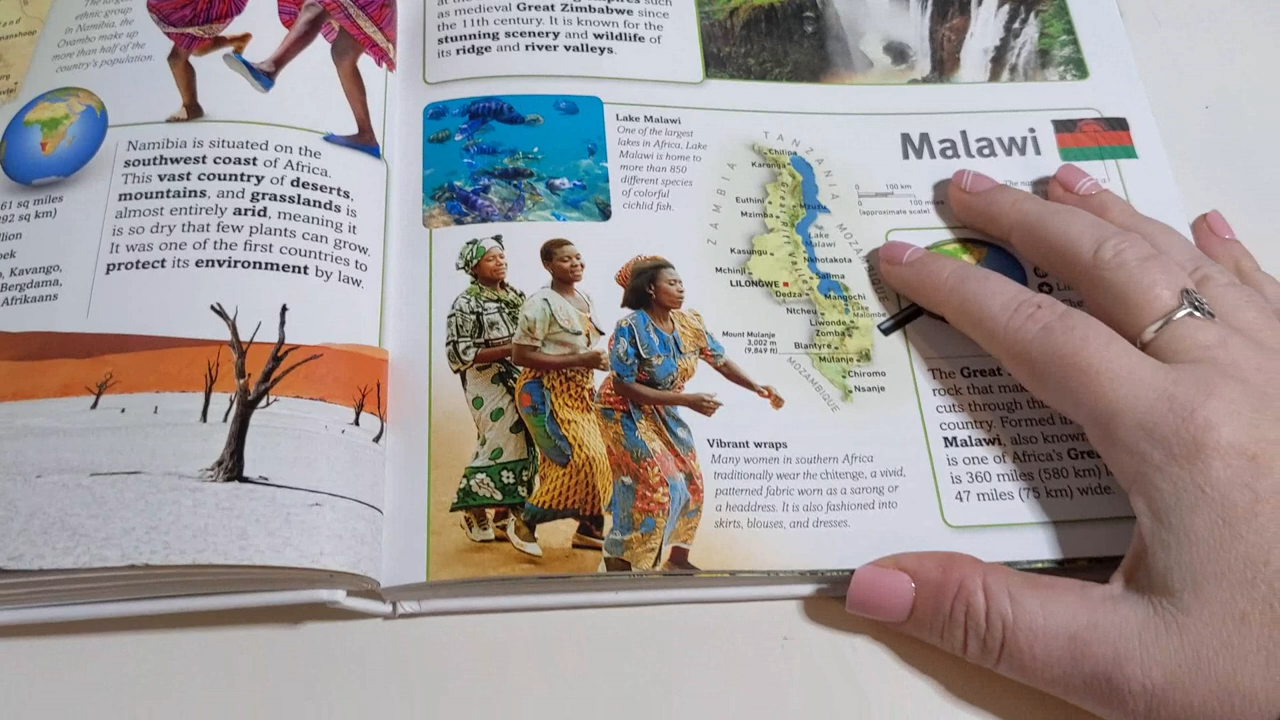 The largest
ethnic group
in Namibia, the
Ovambo make up
more than half of the
country's population.
61 sq miles
92 sq km)
Kavango,
Bergdama,
Afrikaans
Namibia is situated on the
southwest coast of Africa.
This vast country of deserts,
mountains, and grasslands is
almost entirely arid, meaning it
is so dry that few plants can grow.
It was one of the first countries to
protect its environment by law.
such
as medieval Great Zimbabwe since
the 11th century. It is known for the
stunning scenery and wildlife of
its ridge and river valleys.
Lake Malawi
One of the largest
lakes in Africa, Lake
Malawi is home to
more than 850
different species
of colorful
cichlid fish.
Malawi
TANZANIA
ZAMBIA
MOZAMBIQUE
Chitipa
Karonga
Great Rift Valley
Euthini
Mzimba
Mzuzu
Lake
Malawi
Kasungu
Nkhotakota
Mchinji
Salima
LILONGWE
Dedza
Mangochi
Ntcheu
Lake
Malombe
Liwonde
Zomba
Mount Mulanje
3,002 m
(9,849 ft)
Blantyre
Mulanje
Chiromo
Nsanje
MOZAMBIQUE
0 100 km
0 100 miles
(approximate scale)
Vibrant wraps
Many women in southern Africa
traditionally wear the chitenge, a vivid,
patterned fabric worn as a sarong or
a headdress. It is also fashioned into
skirts, blouses, and dresses.
The Great
rock that
cuts through
country. Formed
Malawi, also known
is one of Africa's
is 360 miles (580 km)
47 miles (75 km) wide.